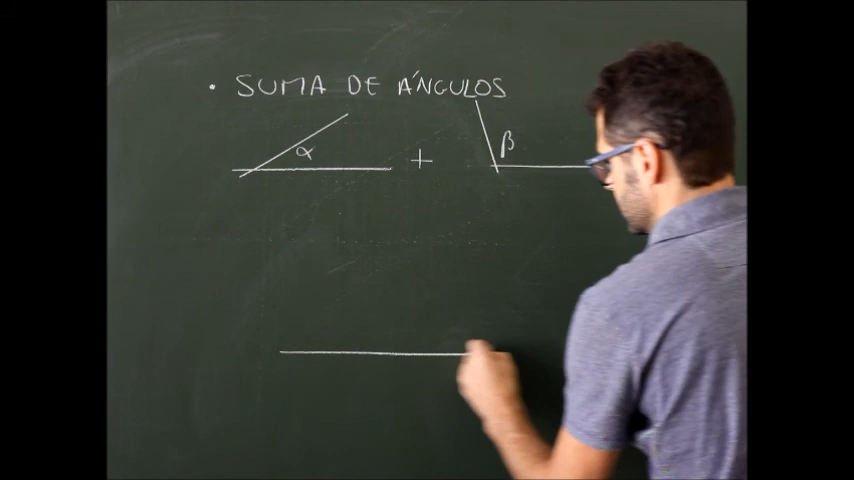 • SUMA DE ÁNGULOS
α + β